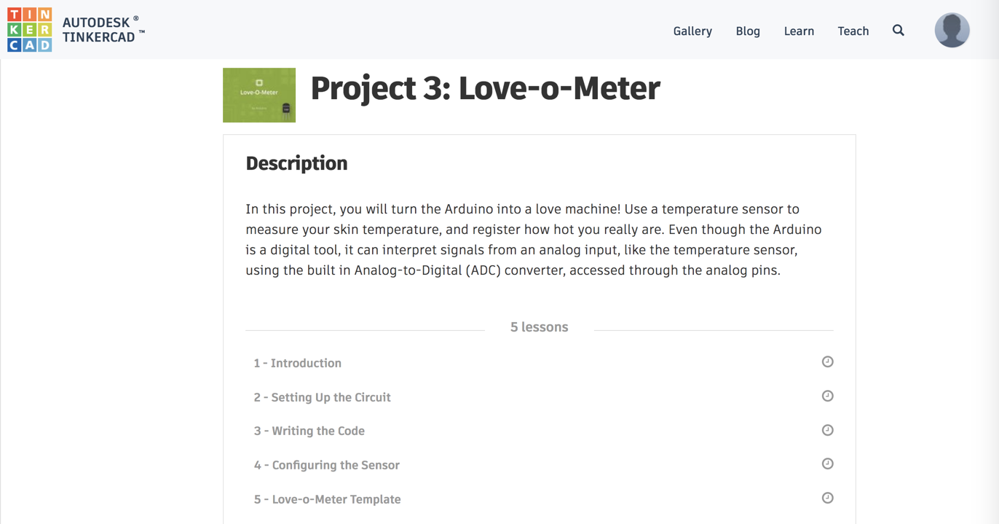 TIN
KER
CAD
AUTODESK ®
TINKERCAD ™
Gallery
Blog
Learn
Teach
Love-O-Meter
Project 3: Love-o-Meter
Description
In this project, you will turn the Arduino into a love machine! Use a temperature sensor to
measure your skin temperature, and register how hot you really are. Even though the Arduino
is a digital tool, it can interpret signals from an analog input, like the temperature sensor,
using the built in Analog-to-Digital (ADC) converter, accessed through the analog pins.
5 lessons
1 - Introduction
2 - Setting Up the Circuit
3 - Writing the Code
4 - Configuring the Sensor
5 - Love-o-Meter Template